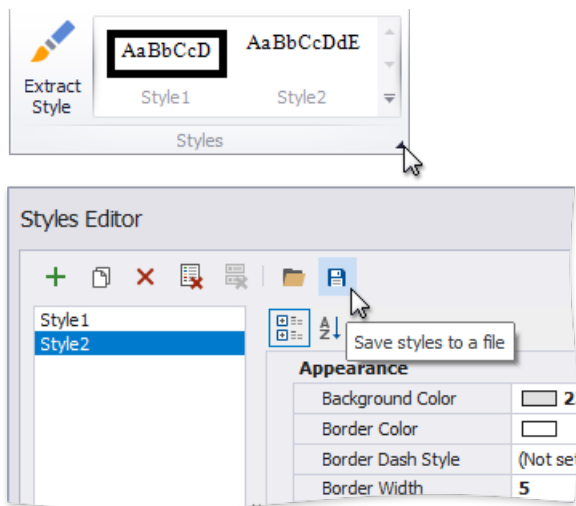 AaBbCcD
AaBbCcDdE
Extract
Style
Style1
Style2
Styles
Styles Editor
Style1
Style2
A
Z
Save styles to a file
Appearance
Background Color
2
Border Color
Border Dash Style
(Not set
Border Width
5